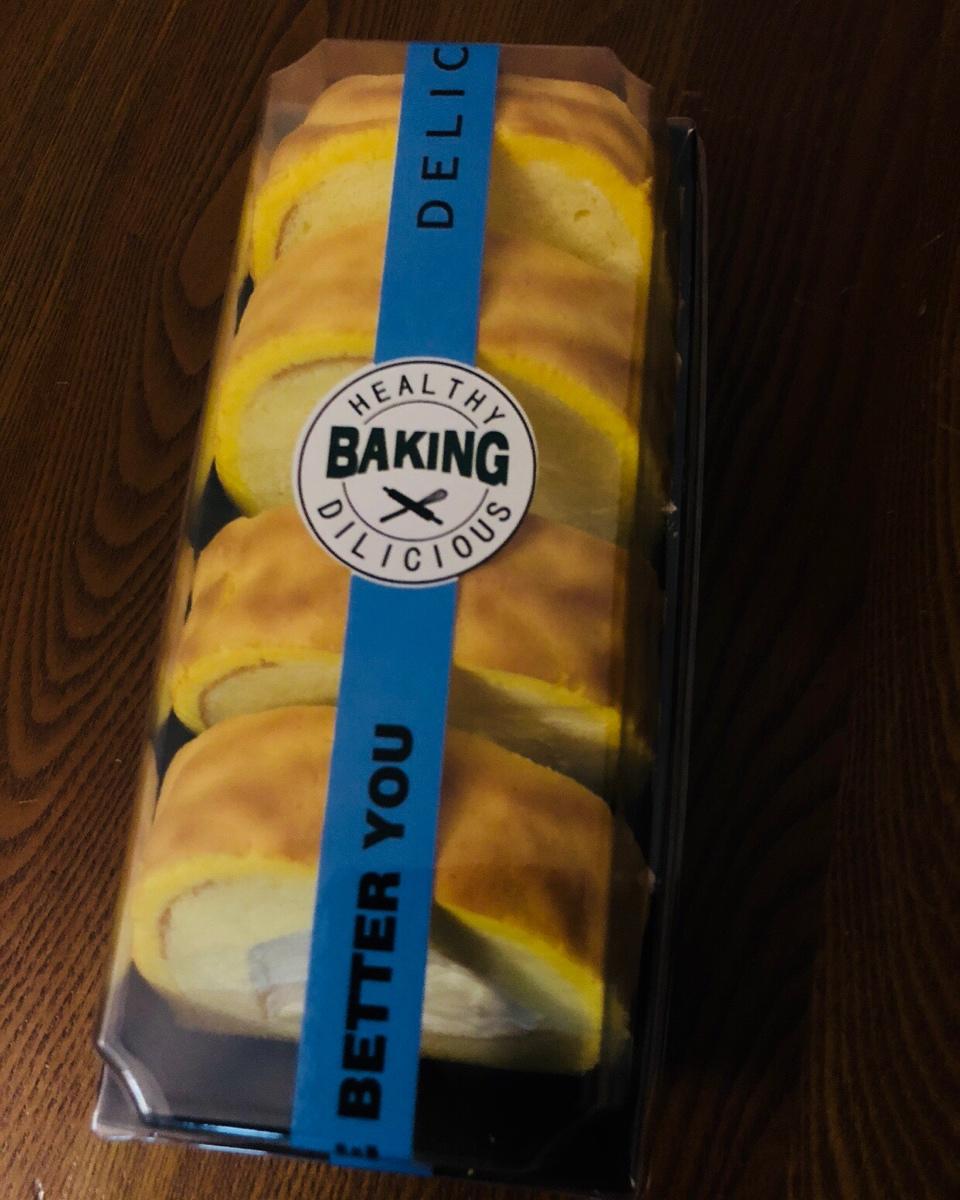 DELIC
HEALTHY
BAKING
DILICIOUS
BETTER YOU